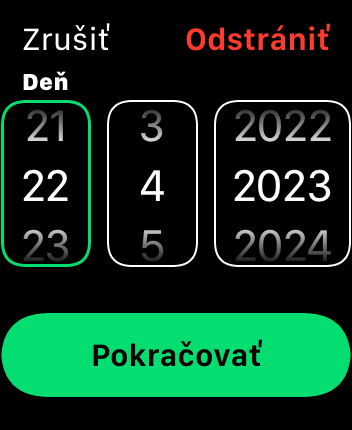 Zrušiť Odstrániť
Deň
21 3 2022
22 4 2023
23 5 2024
Pokračovať